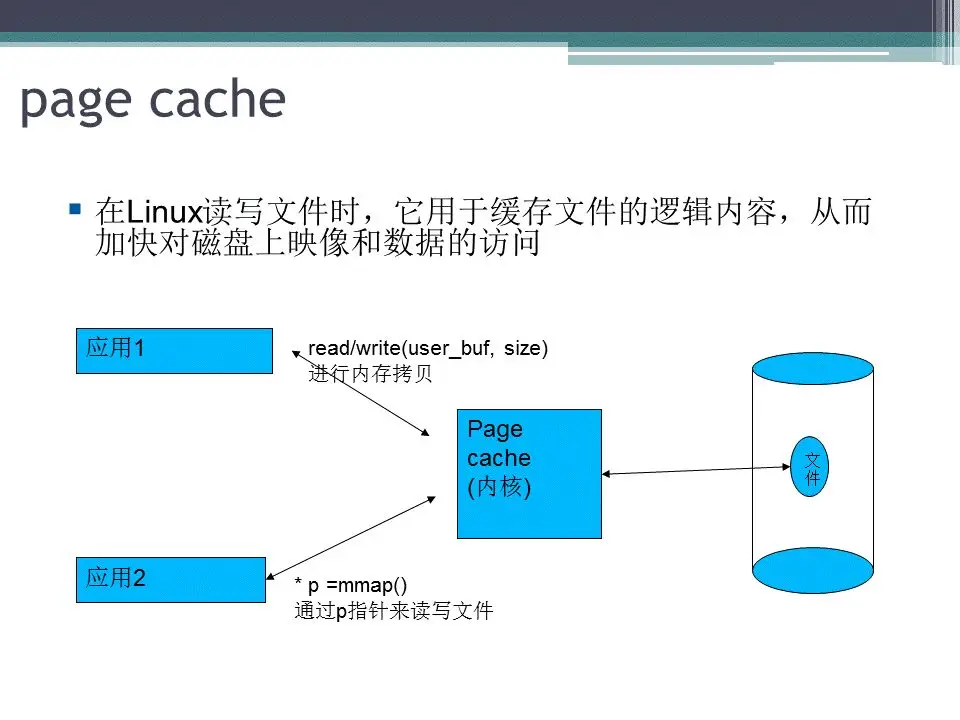 page cache
在Linux读写文件时，它用于缓存文件的逻辑内容，从而
加快对磁盘上映像和数据的访问
应用1
read/write(user_buf, size)
进行内存拷贝
Page
cache
(内核)
文
件
应用2
* p =mmap()
通过p指针来读写文件